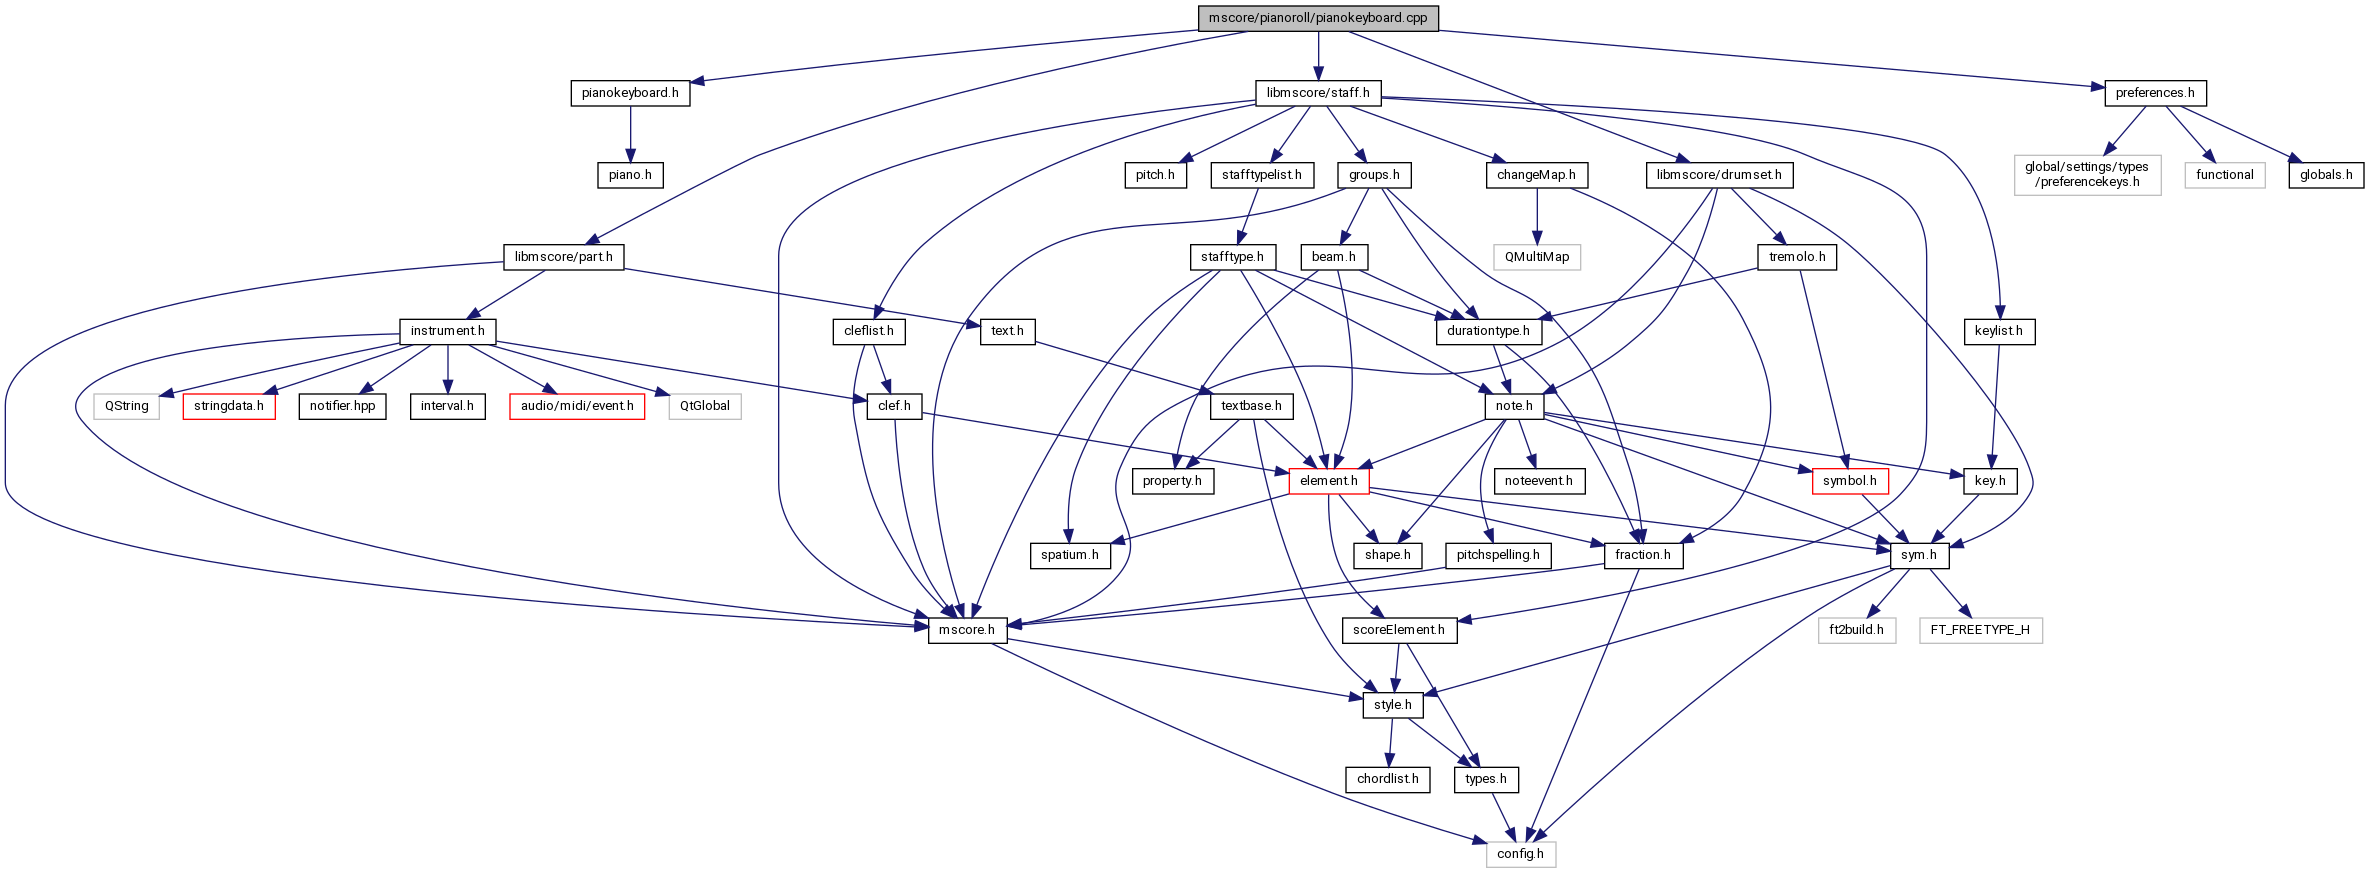 mscore/pianoroll/pianokeyboard.cpp
pianokeyboard.h
libmscore/staff.h
preferences.h
piano.h
pitch.h
stafftypelist.h
groups.h
changeMap.h
libmscore/drumset.h
global/settings/types
/preferencekeys.h
functional
globals.h
libmscore/part.h
stafftype.h
beam.h
QMultiMap
tremolo.h
instrument.h
cleflist.h
text.h
durationtype.h
keylist.h
QString
stringdata.h
notifier.hpp
interval.h
audio/midi/event.h
QtGlobal
clef.h
textbase.h
note.h
property.h
element.h
noteevent.h
symbol.h
key.h
spatium.h
shape.h
pitchspelling.h
fraction.h
sym.h
mscore.h
scoreElement.h
ft2build.h
FT_FREETYPE_H
style.h
chordlist.h
types.h
config.h